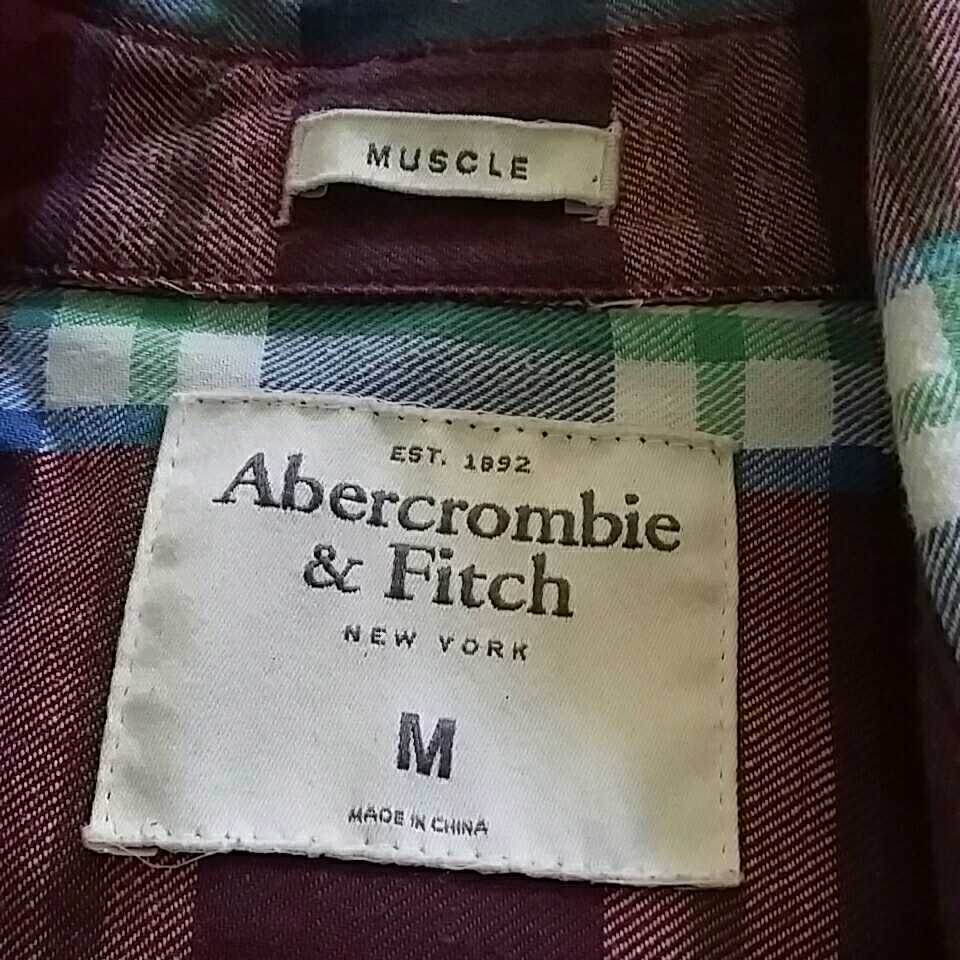 MUSCLE
EST. 1892
Abercrombie
& Fitch
NEW YORK
M
MADE IN CHINA